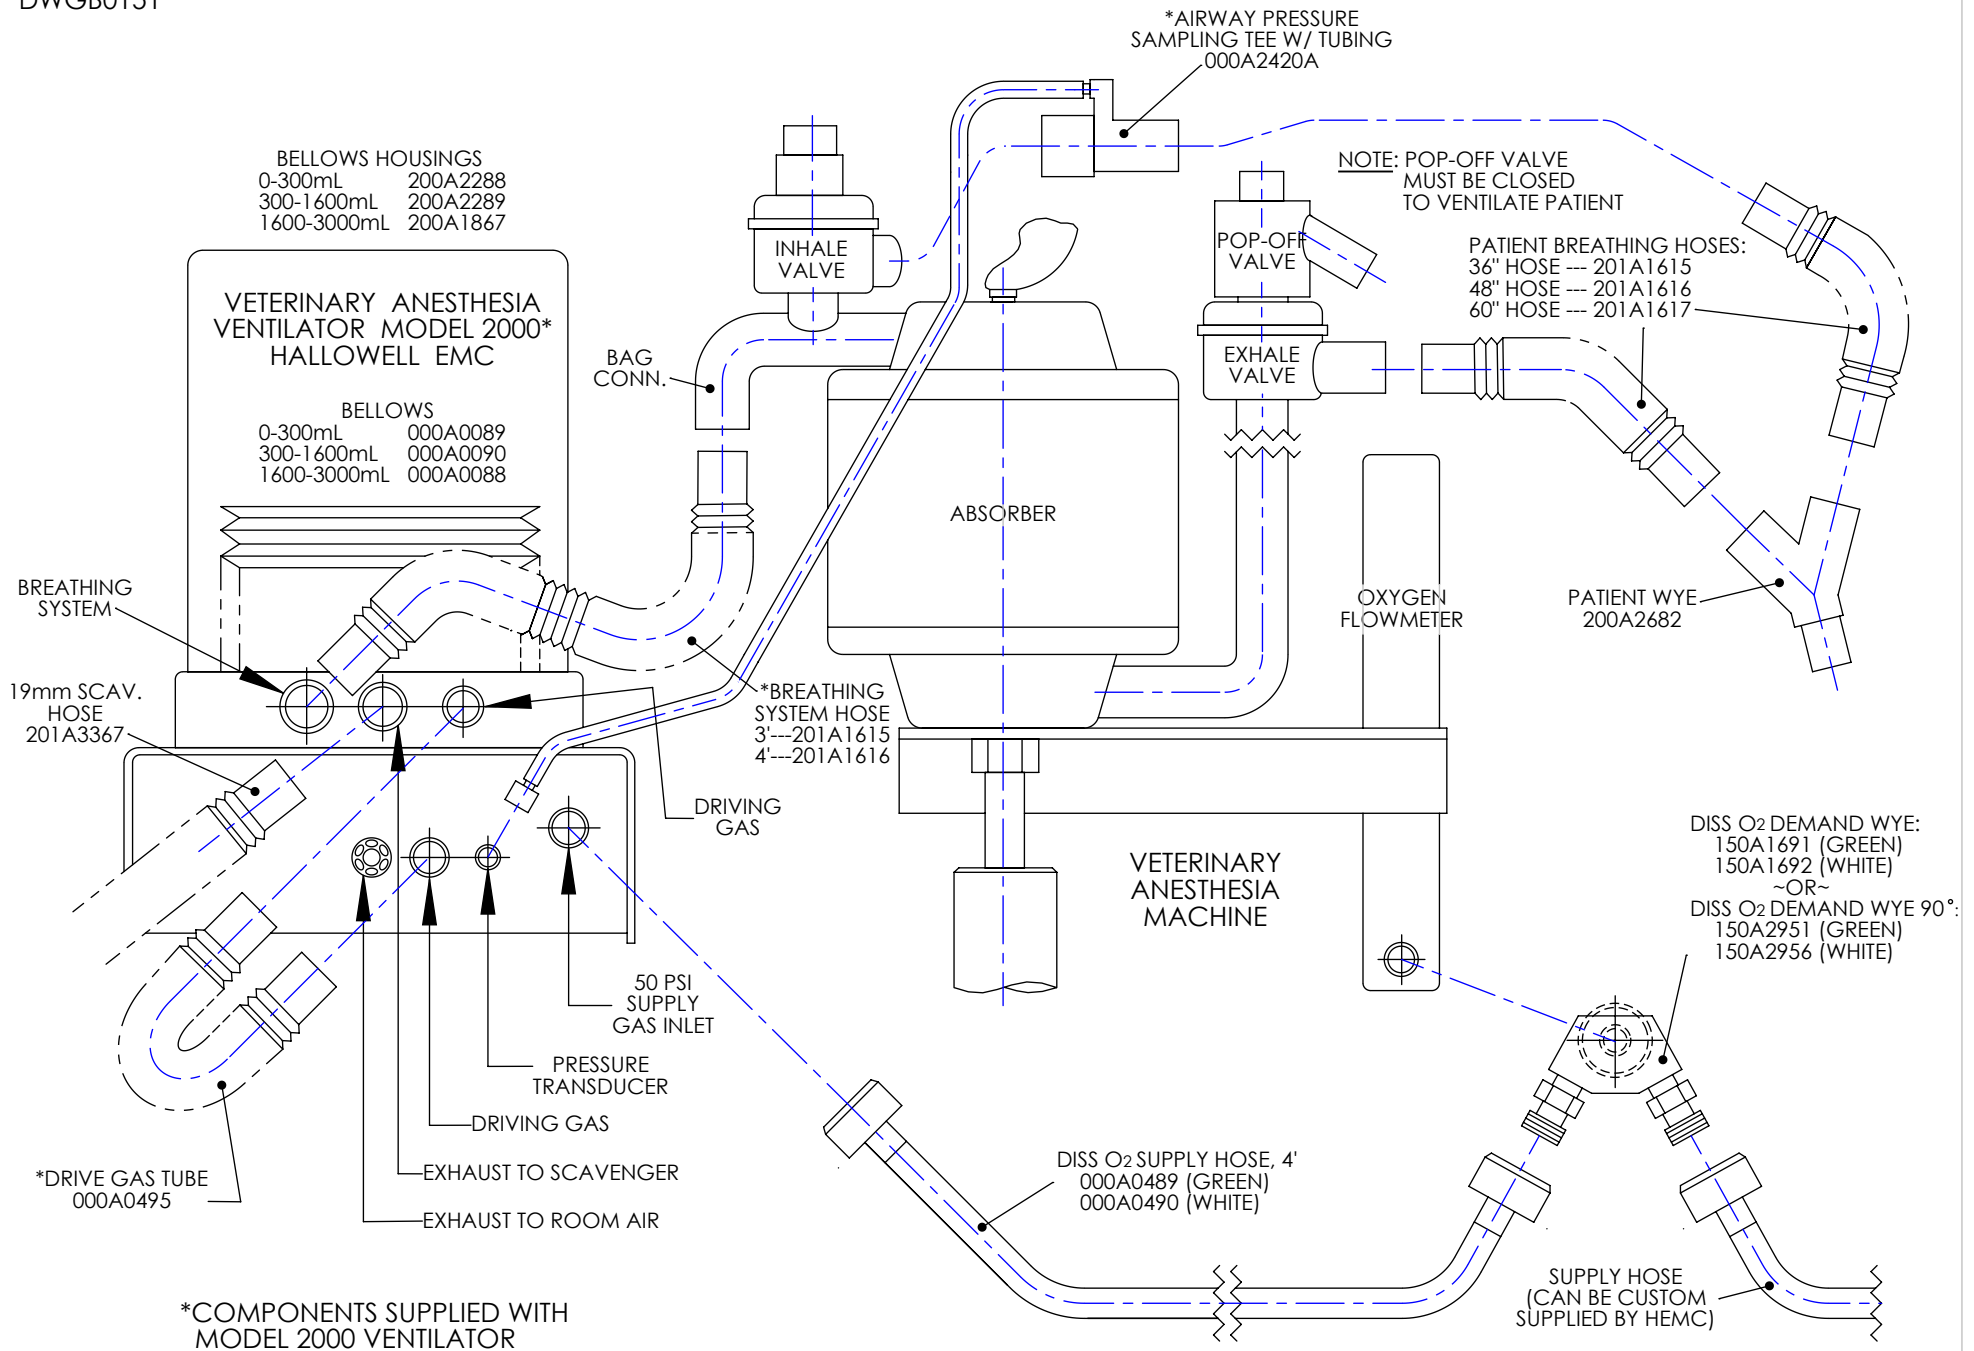 DWGB0151
*AIRWAY PRESSURE
SAMPLING TEE W/ TUBING
000A2420A
BELLOWS HOUSINGS
0-300mL 200A2288
300-1600mL 200A2289
1600-3000mL 200A1867
VETERINARY ANESTHESIA
VENTILATOR MODEL 2000*
HALLOWELL EMC
BELLOWS
0-300mL 000A0089
300-1600mL 000A0090
1600-3000mL 000A0088
INHALE
VALVE
BAG
CONN.
POP-OFF
VALVE
EXHALE
VALVE
NOTE: POP-OFF VALVE
MUST BE CLOSED
TO VENTILATE PATIENT
PATIENT BREATHING HOSES:
36" HOSE --- 201A1615
48" HOSE --- 201A1616
60" HOSE --- 201A1617
ABSORBER
OXYGEN
FLOWMETER
PATIENT WYE
200A2682
BREATHING
SYSTEM
19mm SCAV.
HOSE
201A3367
*BREATHING
SYSTEM HOSE
3'---201A1615
4'---201A1616
DRIVING
GAS
VETERINARY
ANESTHESIA
MACHINE
DISS O2 DEMAND WYE:
150A1691 (GREEN)
150A1692 (WHITE)
~OR~
DISS O2 DEMAND WYE 90°:
150A2951 (GREEN)
150A2956 (WHITE)
50 PSI
SUPPLY
GAS INLET
PRESSURE
TRANSDUCER
DRIVING GAS
EXHAUST TO SCAVENGER
EXHAUST TO ROOM AIR
*DRIVE GAS TUBE
000A0495
DISS O2 SUPPLY HOSE, 4'
000A0489 (GREEN)
000A0490 (WHITE)
SUPPLY HOSE
(CAN BE CUSTOM
SUPPLIED BY HEMC)
*COMPONENTS SUPPLIED WITH
MODEL 2000 VENTILATOR